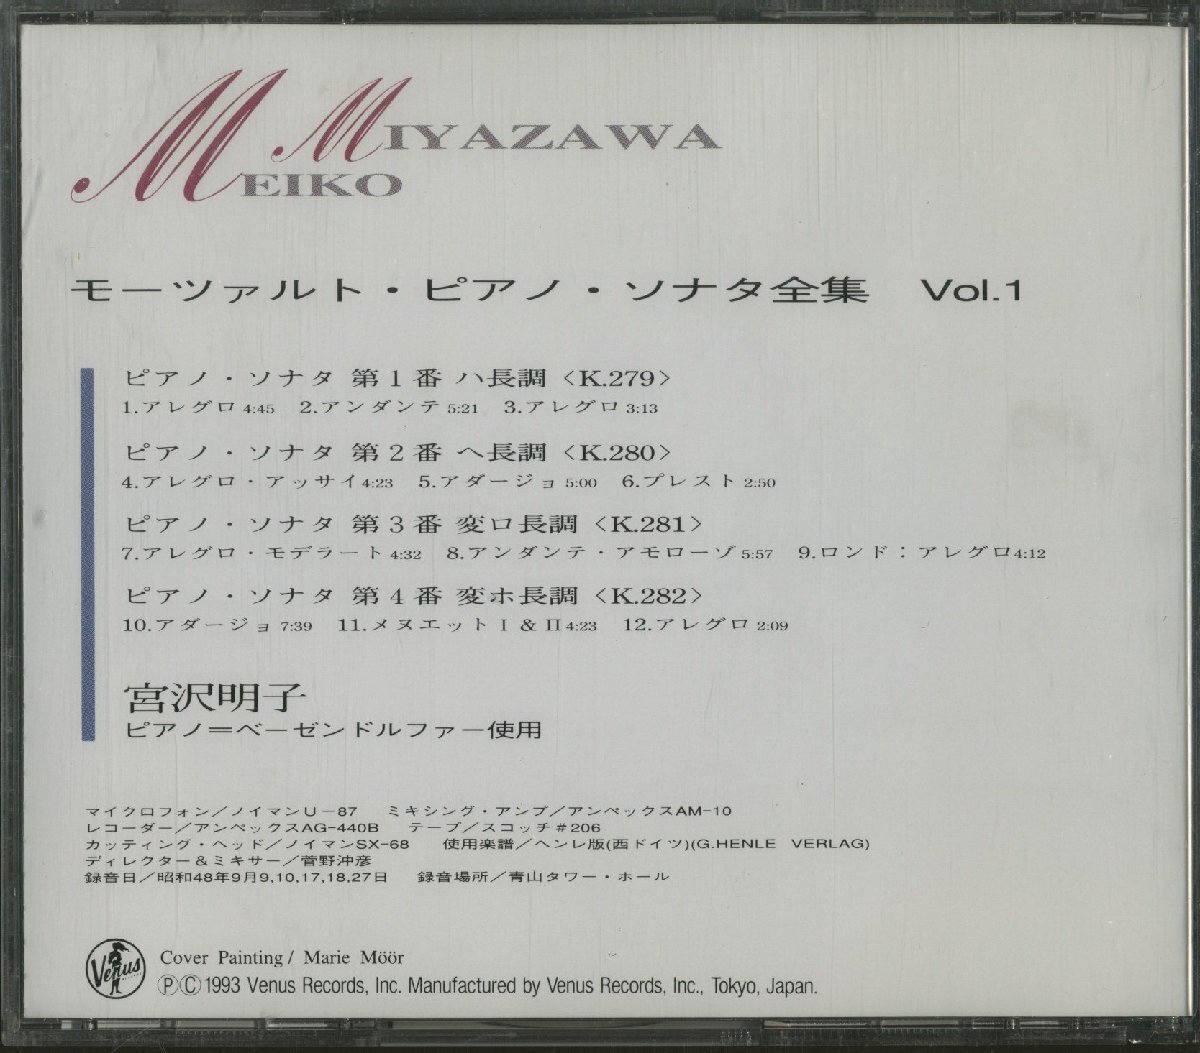 MIYAZAWA
MEIKO
モーツァルト・ピアノ・ソナタ全集 Vol.1
ピアノ・ソナタ 第1番 ハ長調〈K.279〉
1.アレグロ 4:45 2.アンダンテ 5:21 3.アレグロ 3:13
ピアノ・ソナタ 第2番 ヘ長調〈K.280〉
4.アレグロ・アッサイ 4:23 5.アダージョ 5:00 6.プレスト 2:50
ピアノ・ソナタ 第3番 変ロ長調〈K.281〉
7.アレグロ・モデラート 4:32 8.アンダンテ・アモローゾ 5:57 9.ロンド：アレグロ 4:12
ピアノ・ソナタ 第4番 変ホ長調〈K.282〉
10.アダージョ 7:39 11.メヌエットⅠ&Ⅱ 4:23 12.アレグロ 2:09
宮沢明子
ピアノ＝ベーゼンドルファー使用
マイクロフォン／ノイマンU－87 ミキシング・アンプ／アンペックスAM-10
レコーダー／アンペックスAG-440B テープ／スコッチ＃206
カッティング・ヘッド／ノイマンSX-68 使用楽譜／ヘンレ版(西ドイツ)(G.HENLE VERLAG)
ディレクター＆ミキサー／菅野沖彦
録音日／昭和48年9月9,10,17,18,27日 録音場所／青山タワー・ホール
Venus
Cover Painting / Marie Möör
ⓅⒸ1993 Venus Records, Inc. Manufactured by Venus Records, Inc., Tokyo, Japan.